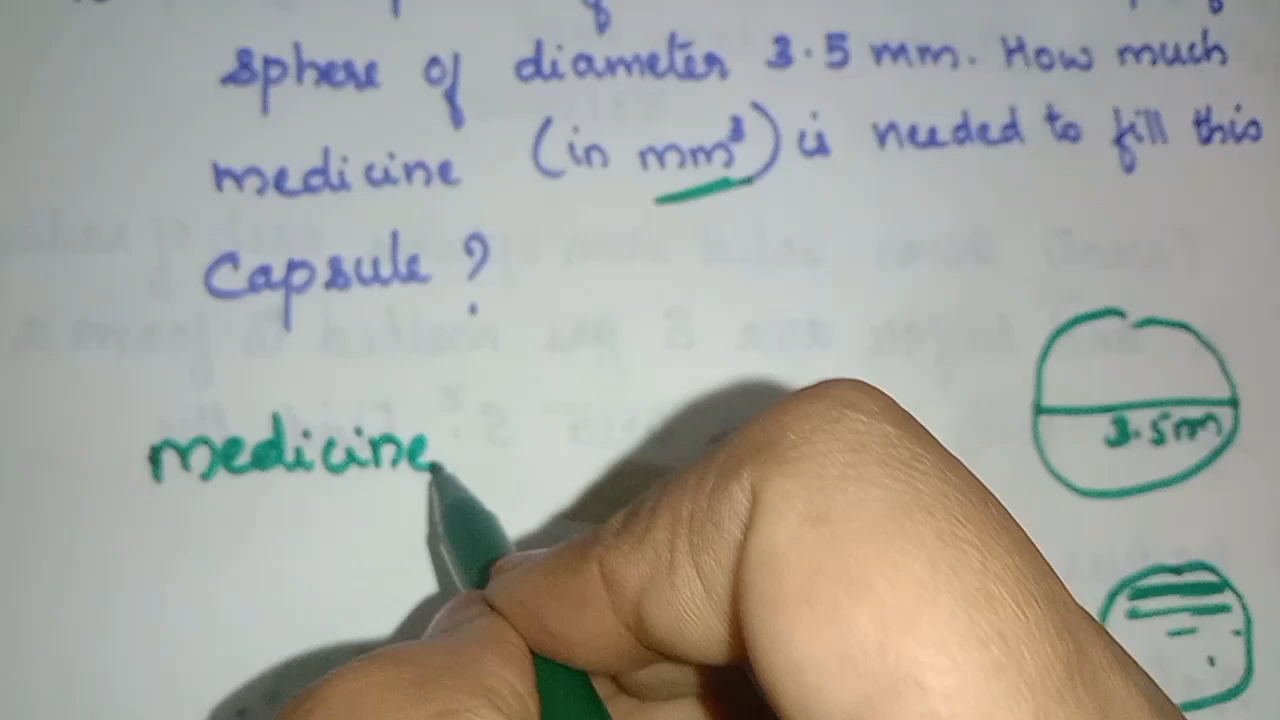 sphere of diameter 3.5 mm. How much
medicine (in mm³) is needed to fill this
capsule?
3.5m
medicine